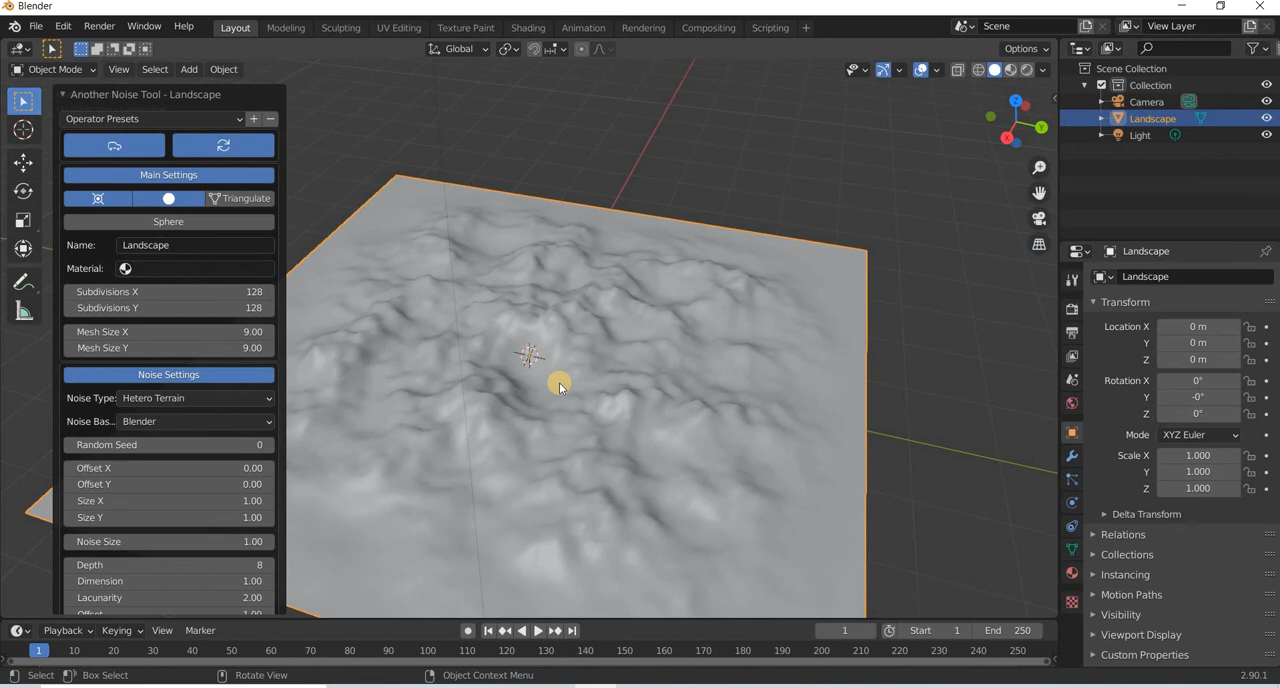 Blender
File Edit Render Window Help Layout Modeling Sculpting UV Editing Texture Paint Shading Animation Rendering Compositing Scripting + Scene View Layer
Global Options
Object Mode View Select Add Object
Another Noise Tool - Landscape
Operator Presets
Main Settings
Triangulate
Sphere
Name: Landscape
Material:
Subdivisions X 128
Subdivisions Y 128
Mesh Size X 9.00
Mesh Size Y 9.00
Noise Settings
Noise Type: Hetero Terrain
Noise Bas... Blender
Random Seed 0
Offset X 0.00
Offset Y 0.00
Size X 1.00
Size Y 1.00
Noise Size 1.00
Depth 8
Dimension 1.00
Lacunarity 2.00
Offset 1.00
Z
Y
X
Scene Collection
Collection
Camera
Landscape
Light
Landscape
Landscape
Transform
Location X 0 m
Y 0 m
Z 0 m
Rotation X 0°
Y -0°
Z 0°
Mode XYZ Euler
Scale X 1.000
Y 1.000
Z 1.000
Delta Transform
Relations
Collections
Instancing
Motion Paths
Visibility
Viewport Display
Custom Properties
Playback Keying View Marker 1 Start 1 End 250
1 10 20 30 40 50 60 70 80 90 100 110 120 130 140 150 160 170 180 190 200 210 220 230 240 250
Select Box Select Rotate View Object Context Menu 2.90.1